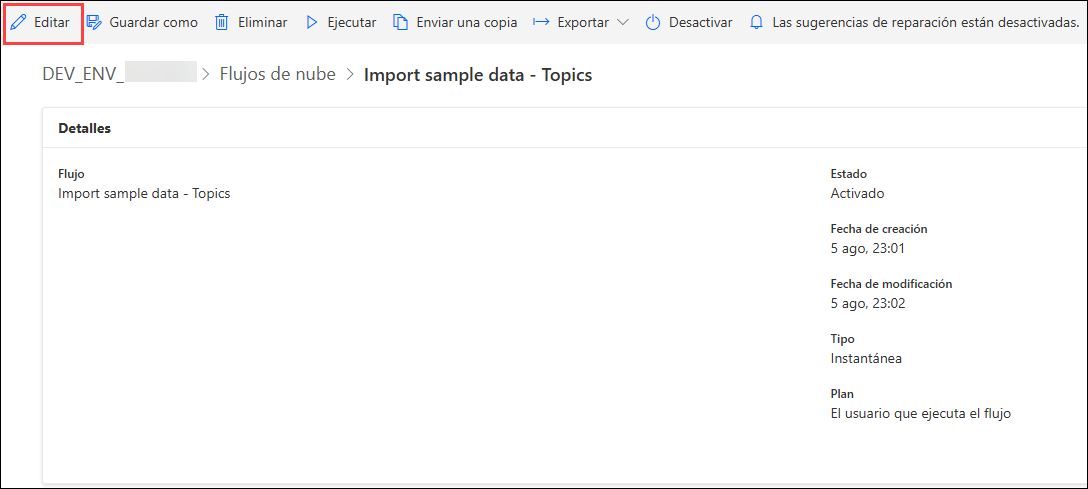 Editar Guardar como Eliminar Ejecutar Enviar una copia Exportar Desactivar Las sugerencias de reparación están desactivadas.
DEV_ENV_ > Flujos de nube > Import sample data - Topics
Detalles
Flujo
Import sample data - Topics
Estado
Activado
Fecha de creación
5 ago, 23:01
Fecha de modificación
5 ago, 23:02
Tipo
Instantánea
Plan
El usuario que ejecuta el flujo